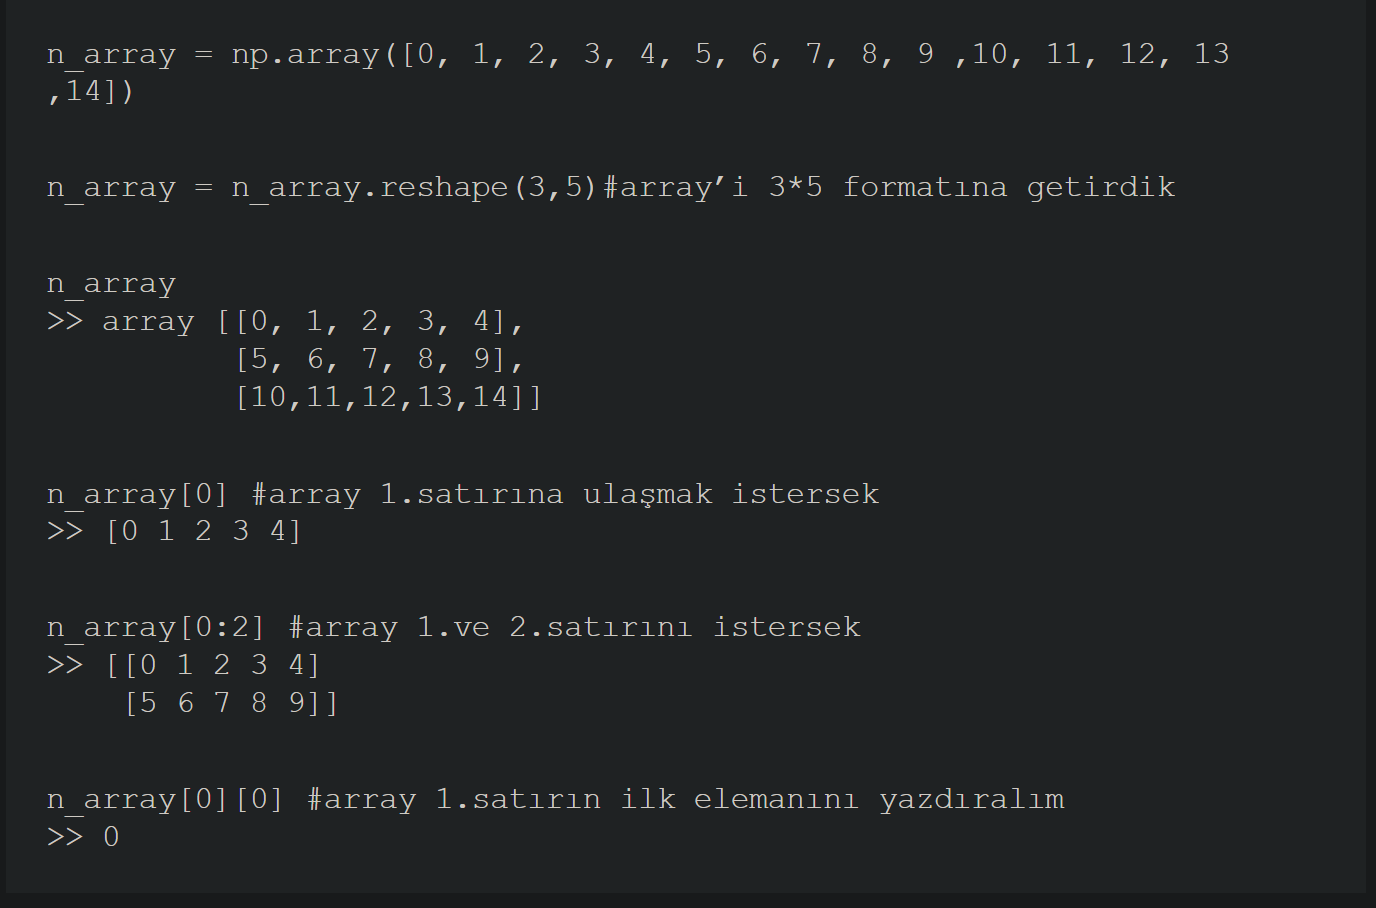 n_array = np.array([0, 1, 2, 3, 4, 5, 6, 7, 8, 9 ,10, 11, 12, 13
,14])
n_array = n_array.reshape(3,5)#array’i 3*5 formatına getirdik
n_array
>> array [[0, 1, 2, 3, 4],
[5, 6, 7, 8, 9],
[10,11,12,13,14]]
n_array[0] #array 1.satırına ulaşmak istersek
>> [0 1 2 3 4]
n_array[0:2] #array 1.ve 2.satırını istersek
>> [[0 1 2 3 4]
[5 6 7 8 9]]
n_array[0][0] #array 1.satırın ilk elemanını yazdıralım
>> 0